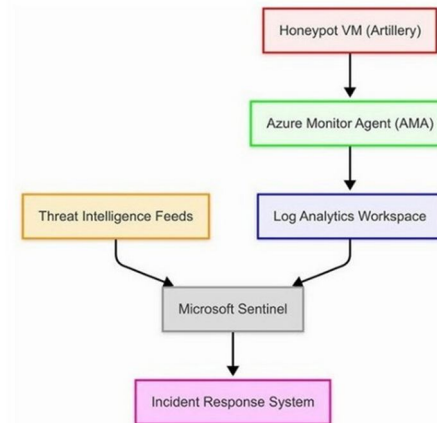 Honeypot VM (Artillery)
Azure Monitor Agent (AMA)
Threat Intelligence Feeds
Log Analytics Workspace
Microsoft Sentinel
Incident Response System